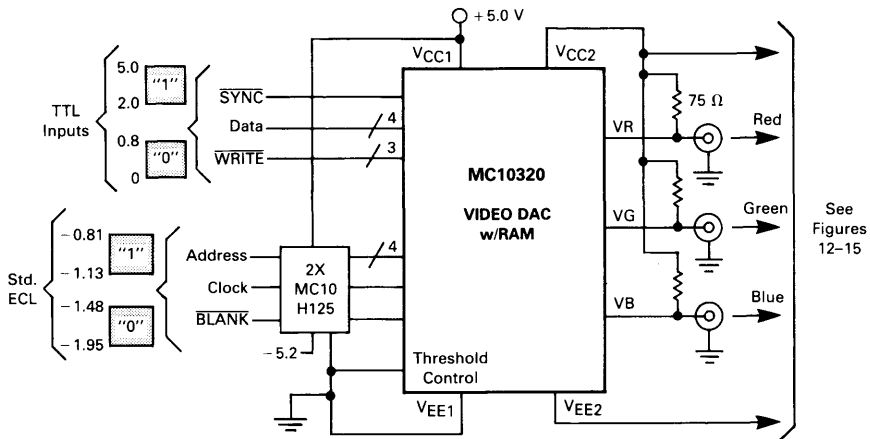 +5.0 V
VCC1
VCC2
5.0
"1"
2.0
TTL
Inputs
0.8
"0"
0
SYNC
Data
4
WRITE
3
75 Ω
VR
Red
MC10320
VIDEO DAC
w/RAM
VG
Green
See
Figures
12–15
−0.81
"1"
−1.13
Std.
ECL
−1.48
"0"
−1.95
Address
Clock
BLANK
2X
MC10
H125
4
−5.2
VB
Blue
Threshold
Control
VEE1
VEE2